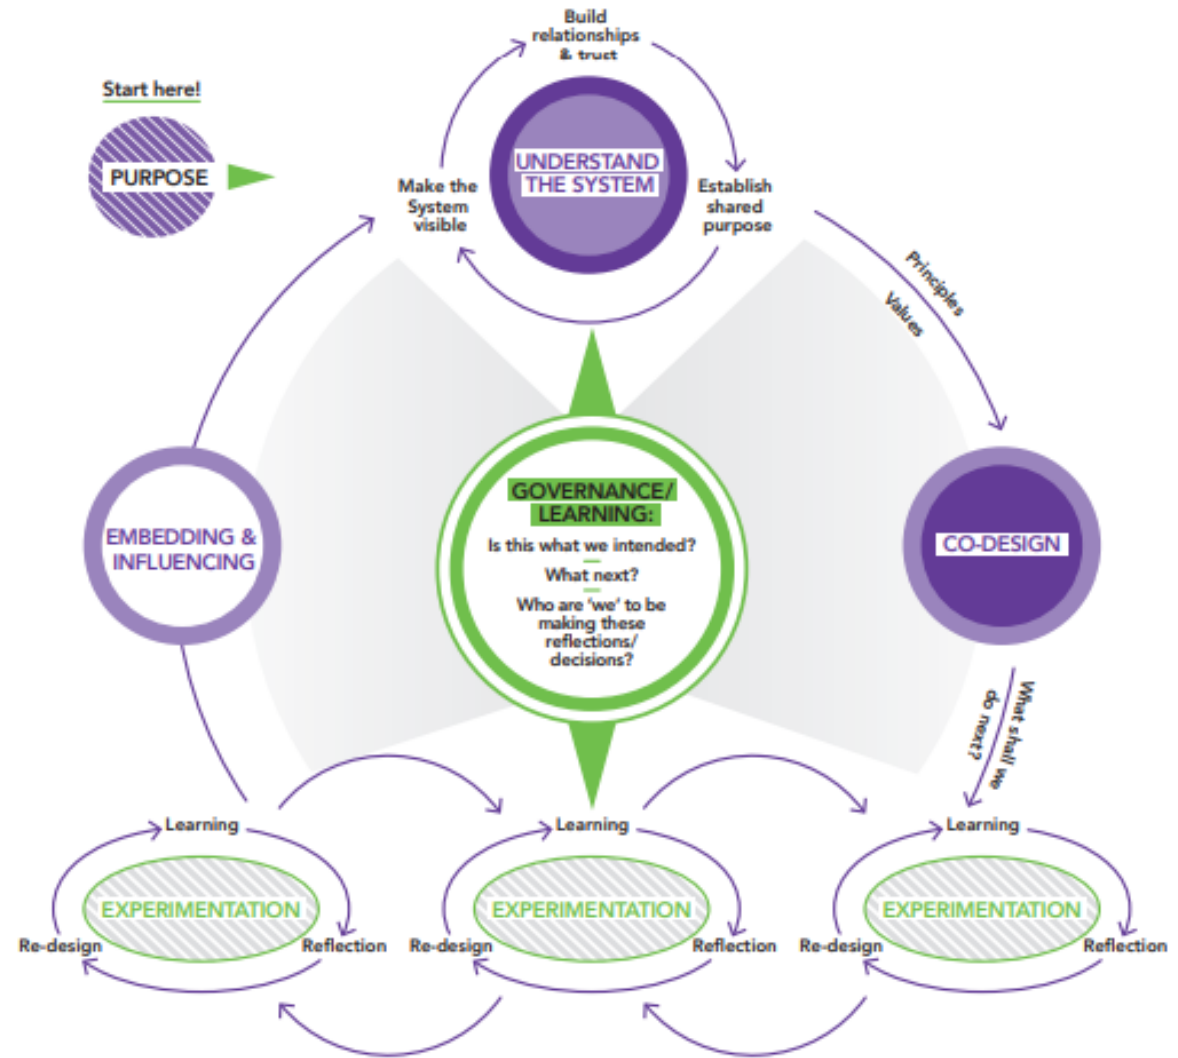 Build
relationships
& trust
Start here!
PURPOSE
UNDERSTAND
THE SYSTEM
Make the
System
visible
Establish
shared
purpose
Principles
Values
EMBEDDING &
INFLUENCING
GOVERNANCE/
LEARNING:
Is this what we intended?
What next?
Who are ‘we’ to be
making these
reflections/
decisions?
CO-DESIGN
What shall we
do next?
Learning
EXPERIMENTATION
Re-design
Reflection
Learning
EXPERIMENTATION
Re-design
Reflection
Learning
EXPERIMENTATION
Re-design
Reflection